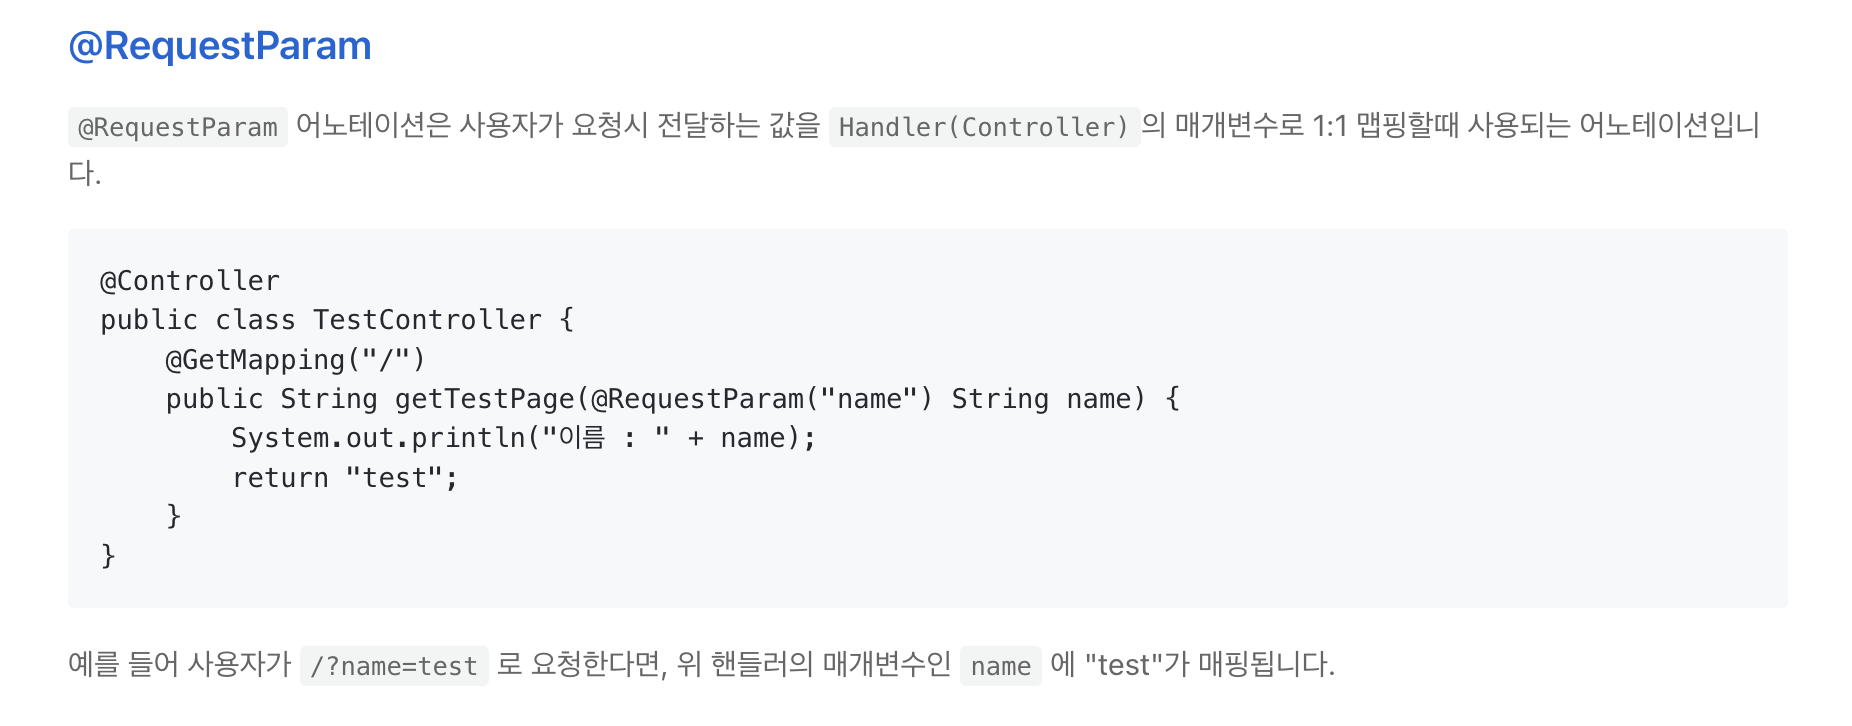 @RequestParam
@RequestParam 어노테이션은 사용자가 요청시 전달하는 값을 Handler(Controller)의 매개변수로 1:1 맵핑할때 사용되는 어노테이션입니
다.
@Controller
public class TestController {
    @GetMapping("/")
    public String getTestPage(@RequestParam("name") String name) {
        System.out.println("이름 : " + name);
        return "test";
    }
}
예를 들어 사용자가 /?name=test 로 요청한다면, 위 핸들러의 매개변수인 name 에 "test"가 매핑됩니다.